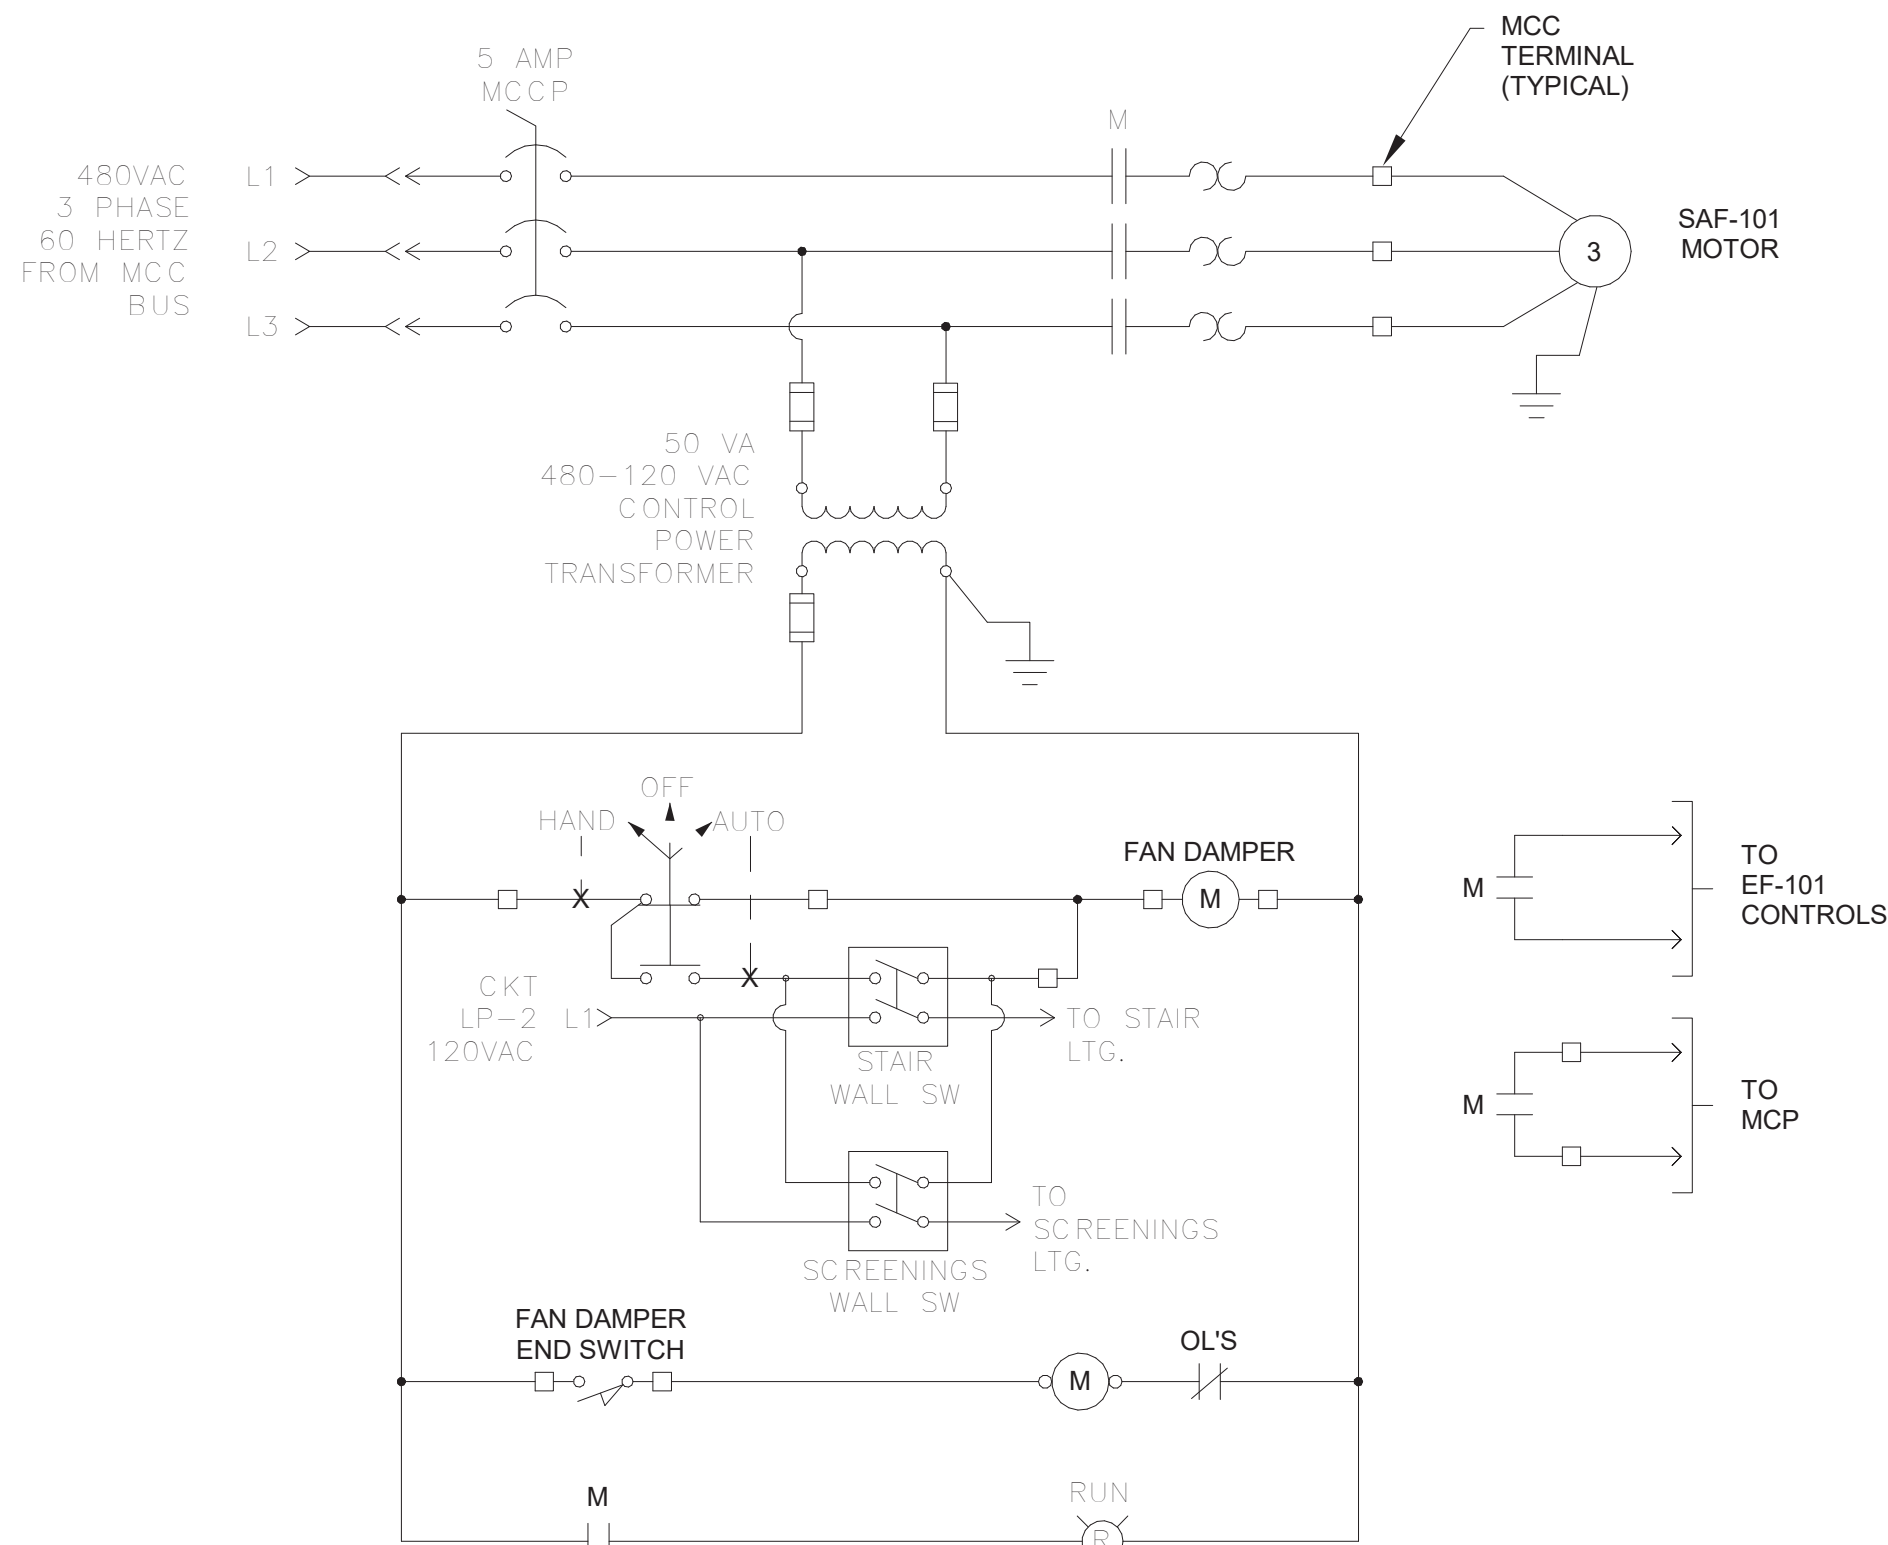 MCC
TERMINAL
(TYPICAL)
5 AMP
MCCP
M
480VAC
3 PHASE
60 HERTZ
FROM MCC
BUS
L1
L2
L3
3
SAF-101
MOTOR
50 VA
480-120 VAC
CONTROL
POWER
TRANSFORMER
OFF
HAND
AUTO
FAN DAMPER
X
M
X
M
TO
EF-101
CONTROLS
CKT
LP-2
120VAC
L1
TO STAIR
LTG.
STAIR
WALL SW
M
TO
MCP
TO
SCREENINGS
LTG.
SCREENINGS
WALL SW
FAN DAMPER
END SWITCH
M
OL'S
M
RUN
R